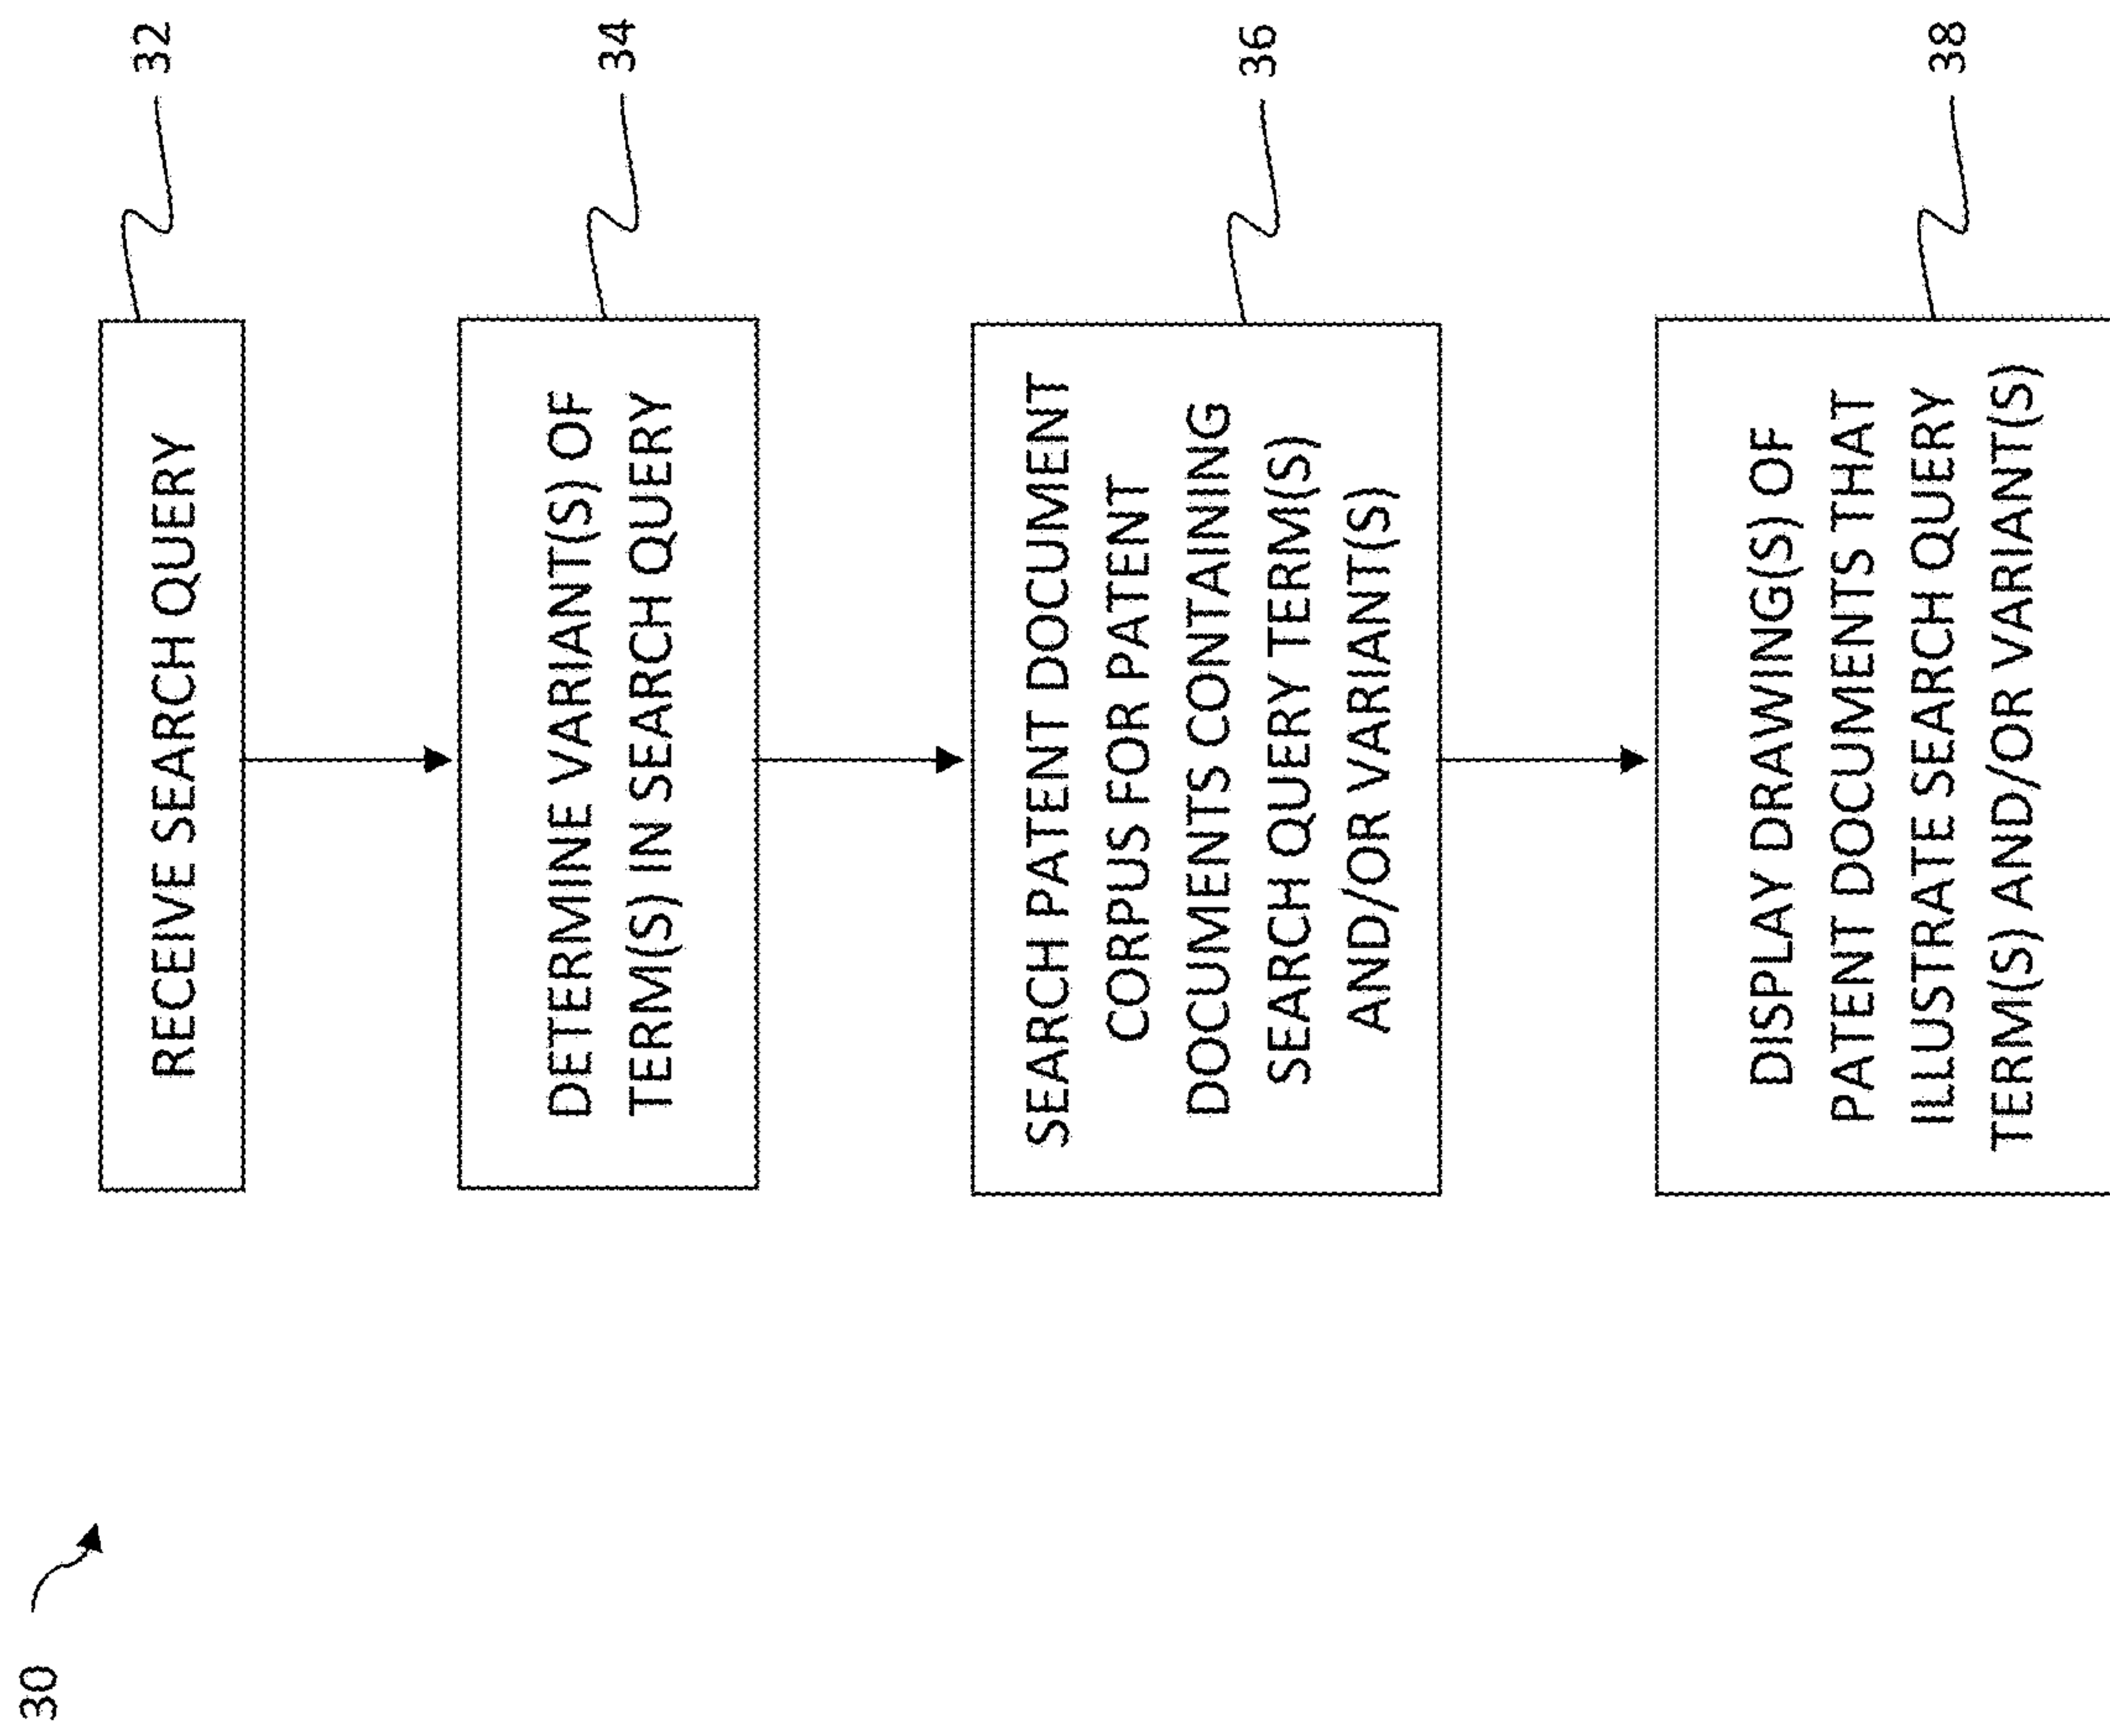 30
RECEIVE SEARCH QUERY
32
DETERMINE VARIANT(S) OF
TERM(S) IN SEARCH QUERY
34
SEARCH PATENT DOCUMENT
CORPUS FOR PATENT
DOCUMENTS CONTAINING
SEARCH QUERY TERM(S)
AND/OR VARIANT(S)
36
DISPLAY DRAWING(S) OF
PATENT DOCUMENTS THAT
ILLUSTRATE SEARCH QUERY
TERM(S) AND/OR VARIANT(S)
38